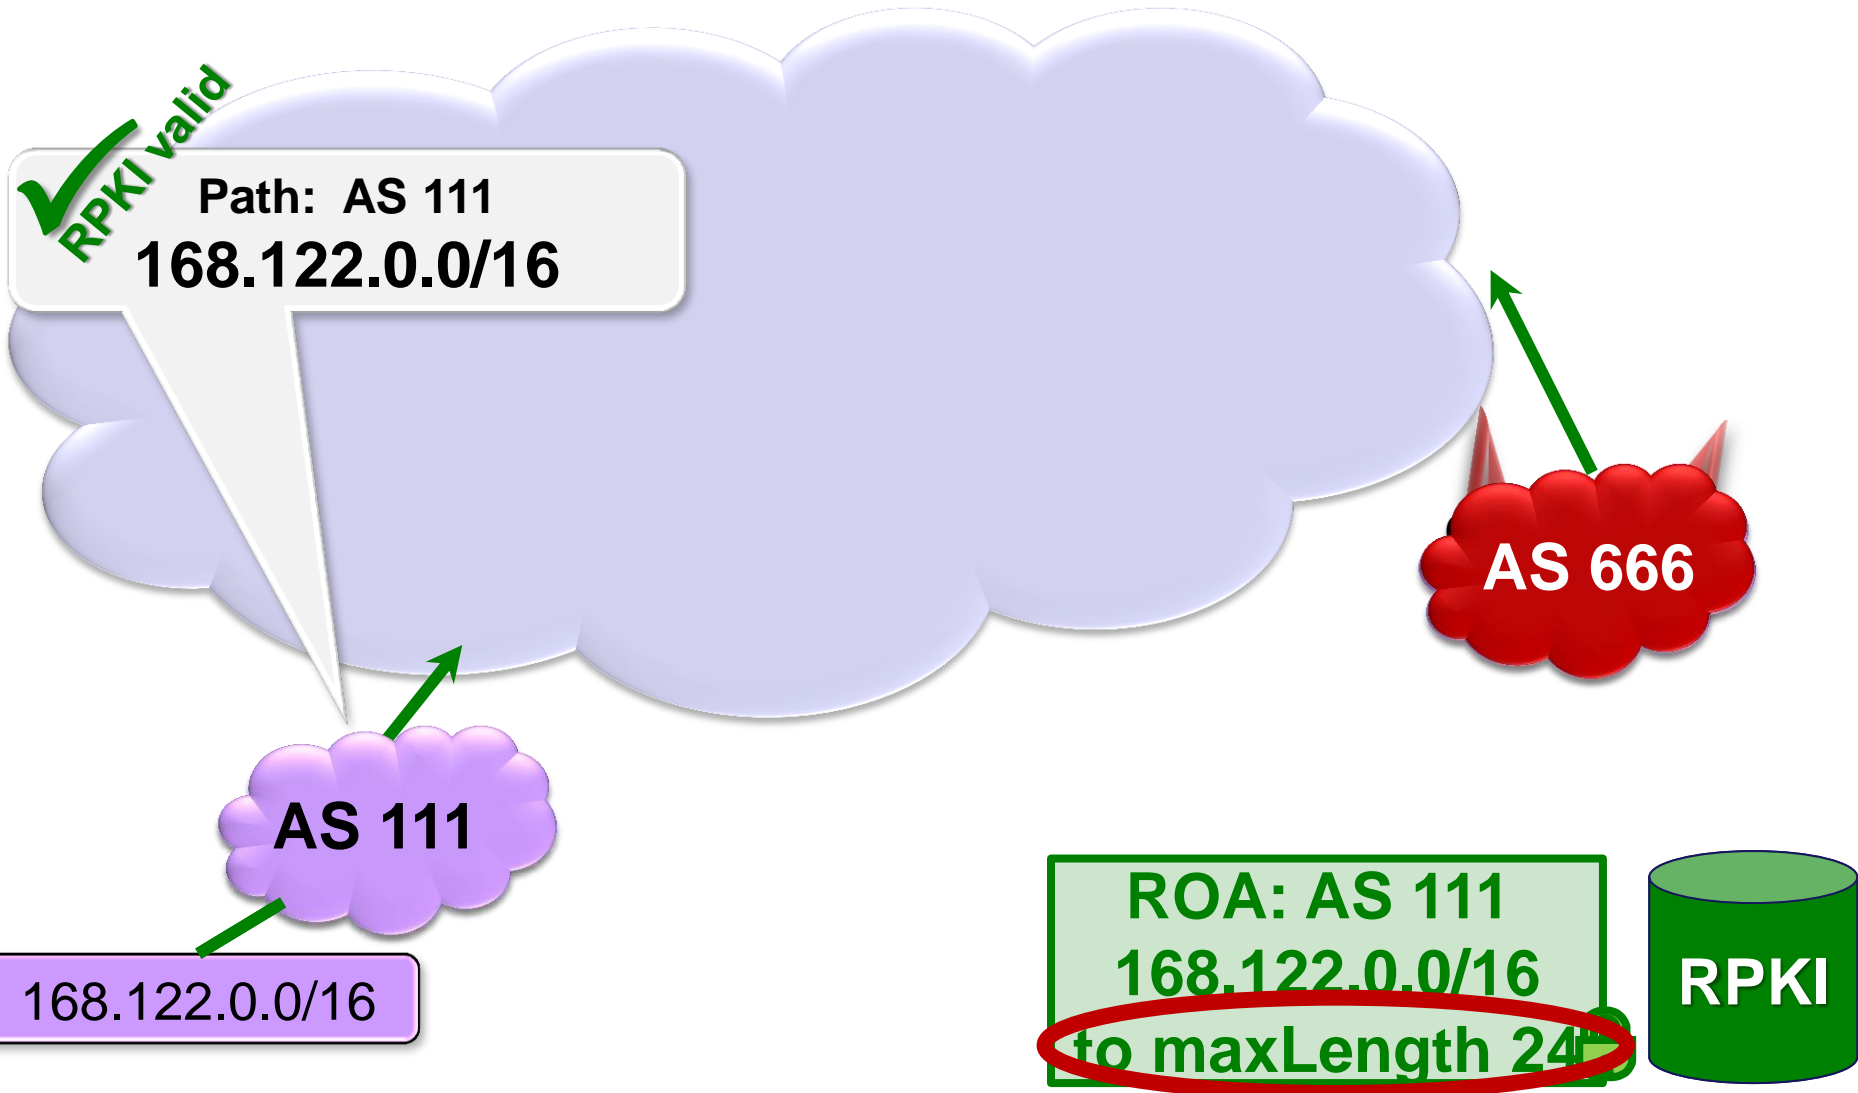 RPKI valid
Path: AS 111
168.122.0.0/16
AS 666
AS 111
168.122.0.0/16
ROA: AS 111
168.122.0.0/16
to maxLength 24
RPKI